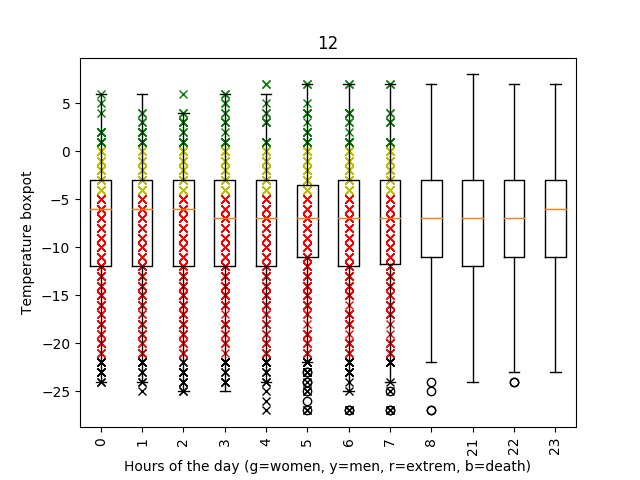 12
Temperature boxpot
5
0
−5
−10
−15
−20
−25
0 1 2 3 4 5 6 7 8 21 22 23
Hours of the day (g=women, y=men, r=extrem, b=death)